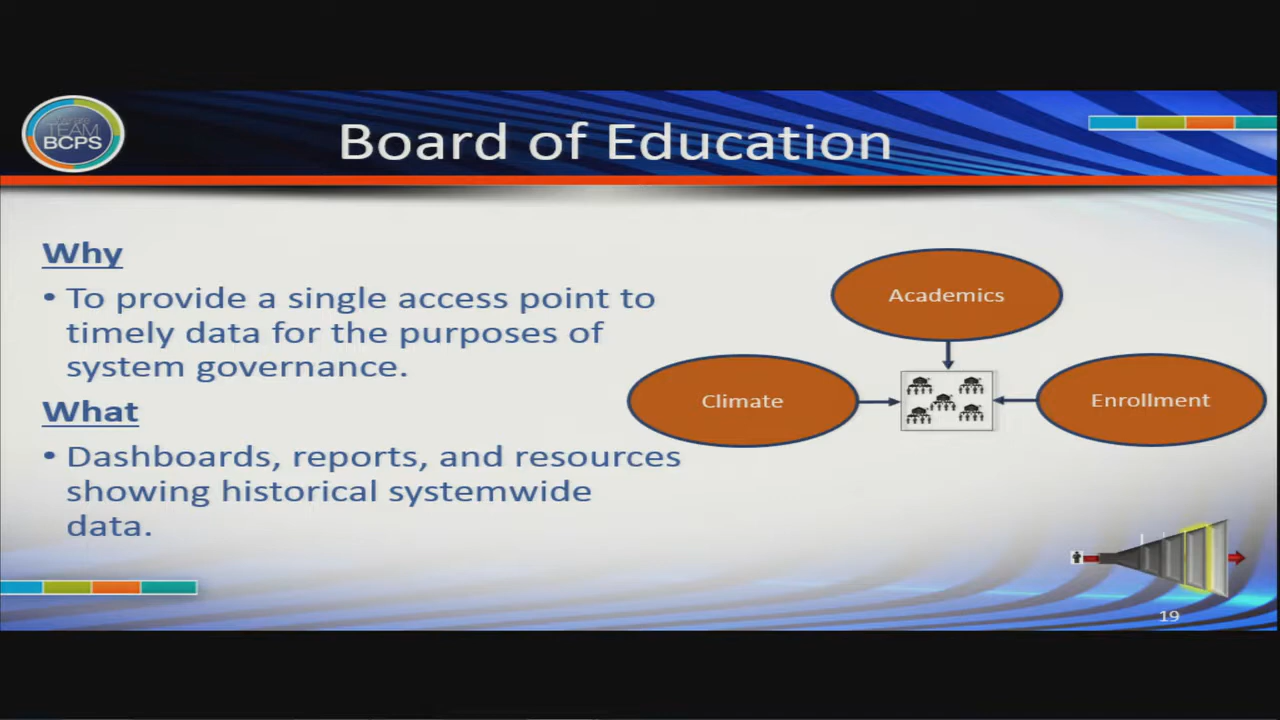 TEAM
BCPS
Board of Education
Why
• To provide a single access point to
timely data for the purposes of
system governance.
What
• Dashboards, reports, and resources
showing historical systemwide
data.
Academics
Climate
Enrollment
19